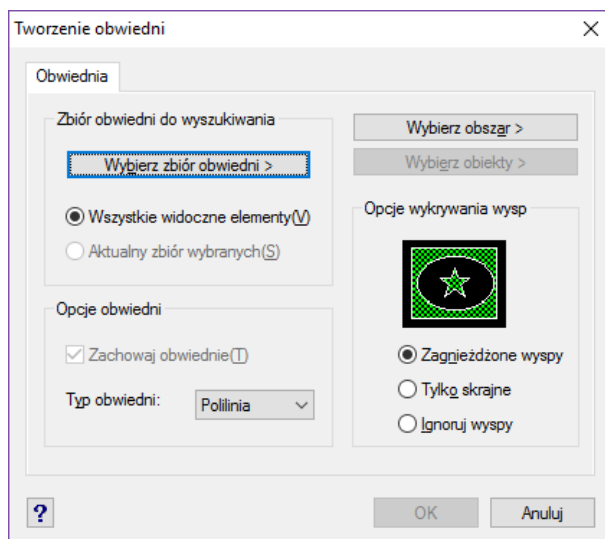 Tworzenie obwiedni
Obwiednia
Zbiór obwiedni do wyszukiwania
Wybierz zbiór obwiedni >
Wszystkie widoczne elementy(V)
Aktualny zbiór wybranych(S)
Opcje obwiedni
Zachowaj obwiednie(T)
Typ obwiedni:
Polilinia
Wybierz obszar >
Wybierz obiekty >
Opcje wykrywania wysp
Zagnieżdżone wyspy
Tylko skrajne
Ignoruj wyspy
?
OK
Anuluj